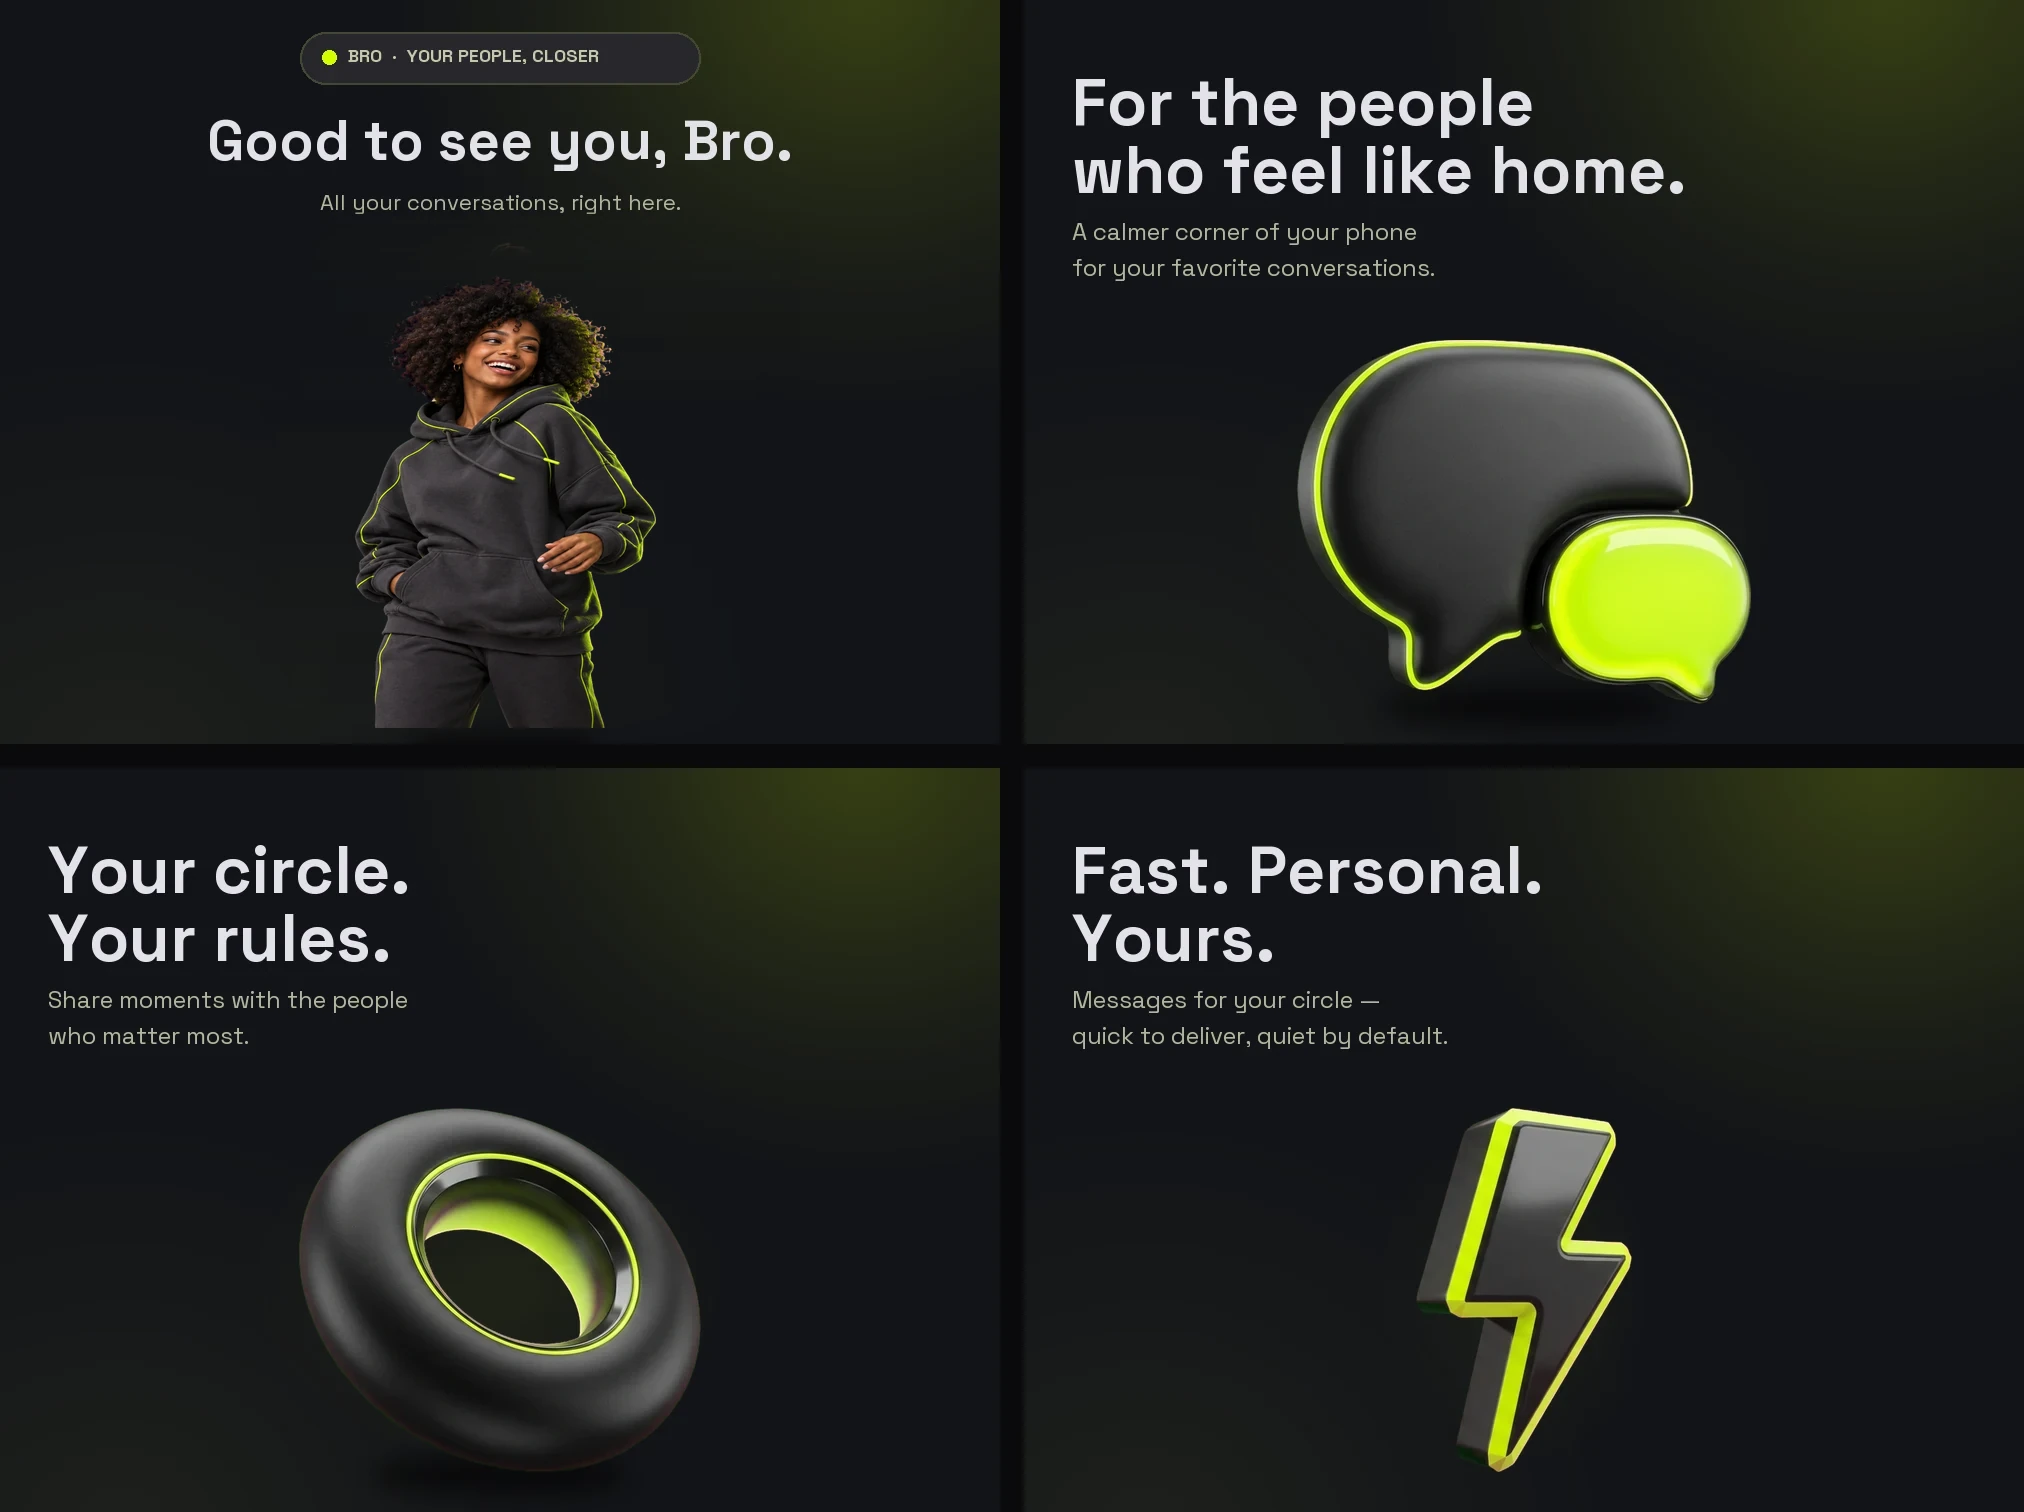 BRO · YOUR PEOPLE, CLOSER
Good to see you, Bro.
All your conversations, right here.
For the people
who feel like home.
A calmer corner of your phone
for your favorite conversations.
Your circle.
Your rules.
Share moments with the people
who matter most.
Fast. Personal.
Yours.
Messages for your circle —
quick to deliver, quiet by default.